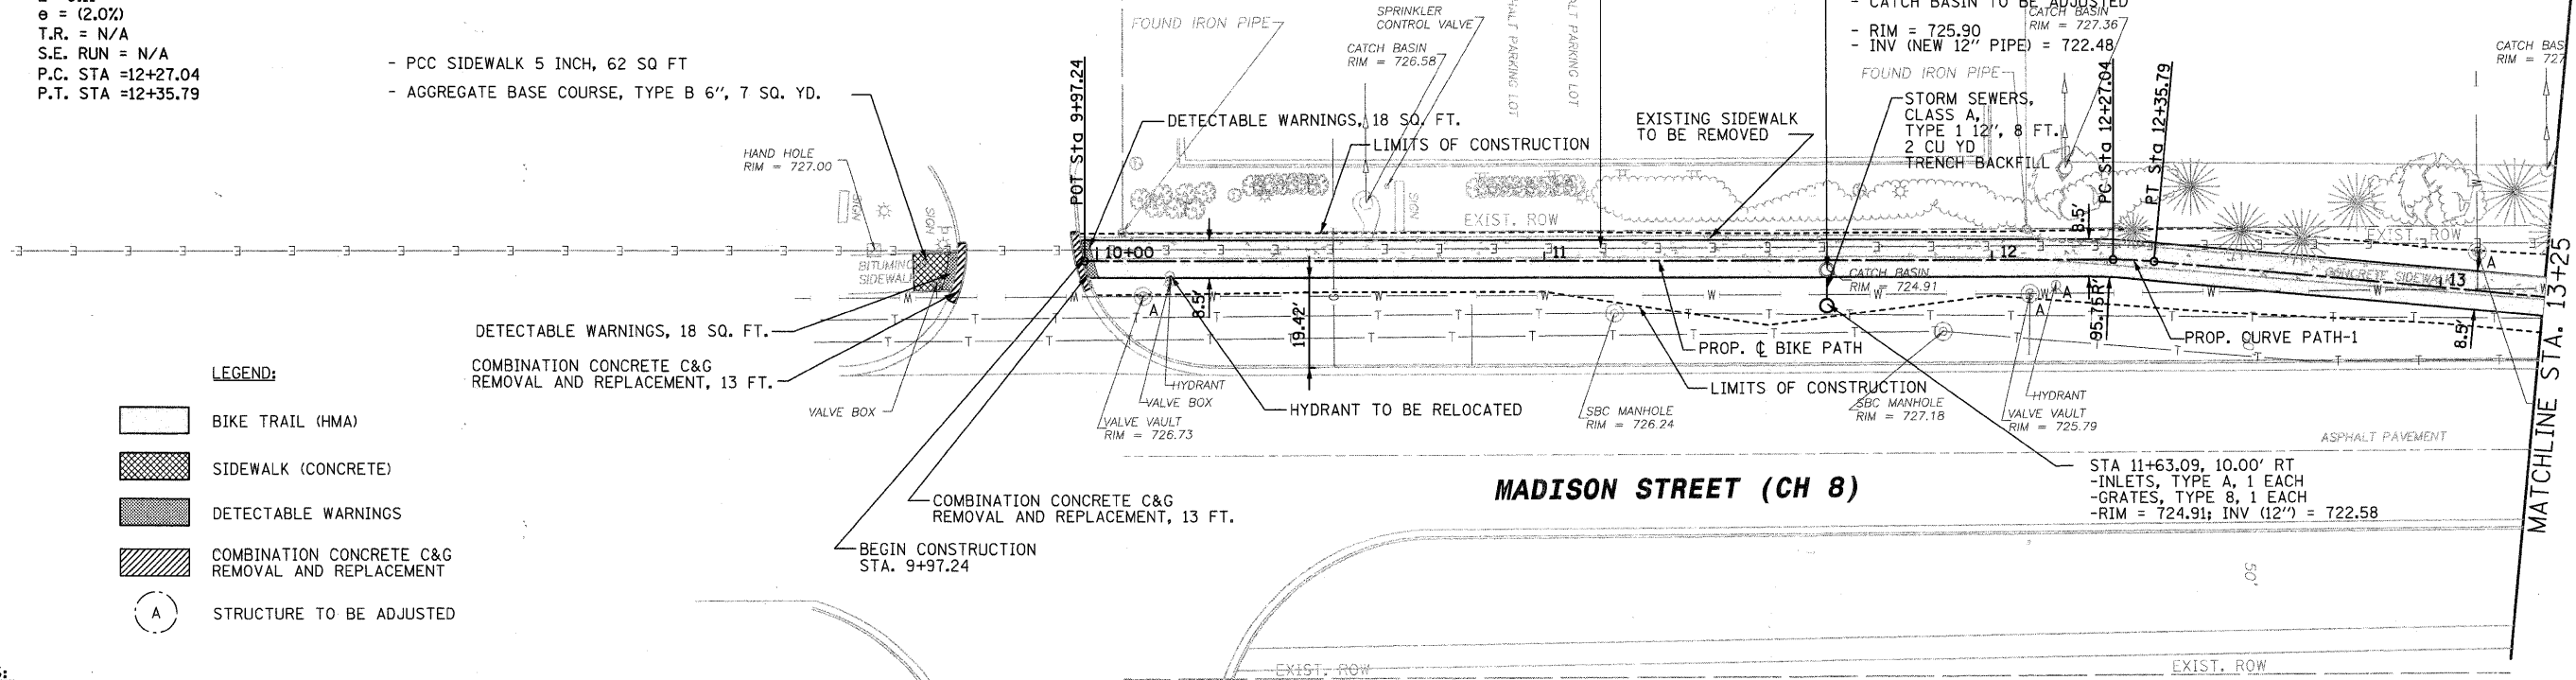 e = (2.0%)
T.R. = N/A
S.E. RUN = N/A
P.C. STA =12+27.04
P.T. STA =12+35.79
- PCC SIDEWALK 5 INCH, 62 SQ FT
- AGGREGATE BASE COURSE, TYPE B 6", 7 SQ. YD.
HAND HOLE
RIM = 727.00
SIGN
SIGN
BITUMINOUS
SIDEWALK
DETECTABLE WARNINGS, 18 SQ. FT.
COMBINATION CONCRETE C&G
REMOVAL AND REPLACEMENT, 13 FT.
VALVE BOX
LEGEND:
BIKE TRAIL (HMA)
SIDEWALK (CONCRETE)
DETECTABLE WARNINGS
COMBINATION CONCRETE C&G
REMOVAL AND REPLACEMENT
A
STRUCTURE TO BE ADJUSTED
FOUND IRON PIPE
POT Sta 9+97.24
SPRINKLER
CONTROL VALVE
CATCH BASIN
RIM = 726.58
PARKING LOT
PARKING LOT
DETECTABLE WARNINGS, 18 SQ. FT.
LIMITS OF CONSTRUCTION
SIGN
EXIST. ROW
EXISTING SIDEWALK
TO BE REMOVED
- CATCH BASIN TO BE ADJUSTED
- RIM = 725.90
- INV (NEW 12" PIPE) = 722.48
CATCH BASIN
RIM = 727.36
FOUND IRON PIPE
STORM SEWERS,
CLASS A,
TYPE 1 12", 8 FT.
2 CU YD
TRENCH BACKFILL
PC Sta 12+27.04
PT Sta 12+35.79
CATCH BAS
RIM = 727
8.5'
EXIST. ROW
10+00
11
12
13
CATCH BASIN
RIM = 724.91
CONCRETE SIDEWALK
A
A
A
A
8.5'
19.42'
95.75'R
8.5'
PROP. ℄ BIKE PATH
PROP. CURVE PATH-1
LIMITS OF CONSTRUCTION
HYDRANT
VALVE BOX
VALVE VAULT
RIM = 726.73
HYDRANT TO BE RELOCATED
SBC MANHOLE
RIM = 726.24
SBC MANHOLE
RIM = 727.18
HYDRANT
VALVE VAULT
RIM = 725.79
ASPHALT PAVEMENT
MATCHLINE STA. 13+25
MADISON STREET (CH 8)
STA 11+63.09, 10.00' RT
-INLETS, TYPE A, 1 EACH
-GRATES, TYPE 8, 1 EACH
-RIM = 724.91; INV (12") = 722.58
COMBINATION CONCRETE C&G
REMOVAL AND REPLACEMENT, 13 FT.
BEGIN CONSTRUCTION
STA. 9+97.24
50'
EXIST. ROW
EXIST. ROW